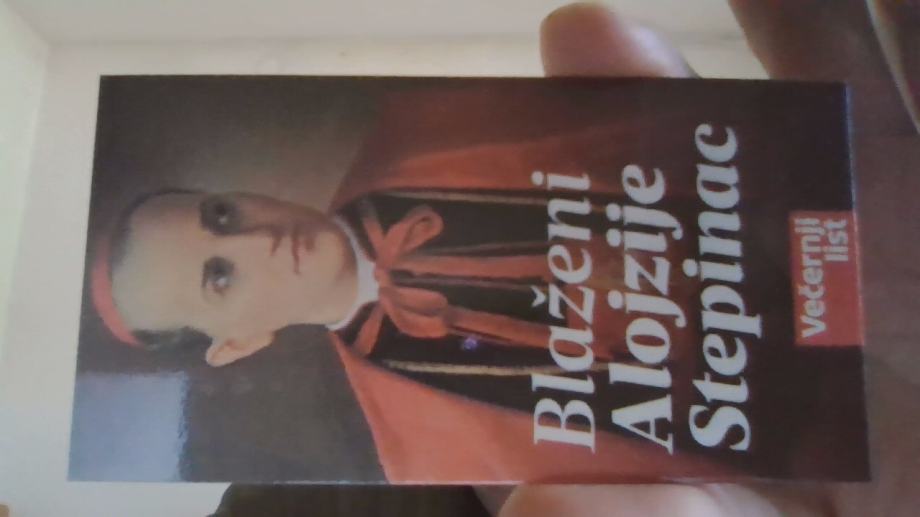 Blaženi
Alojzije
Stepinac
Večernji
list